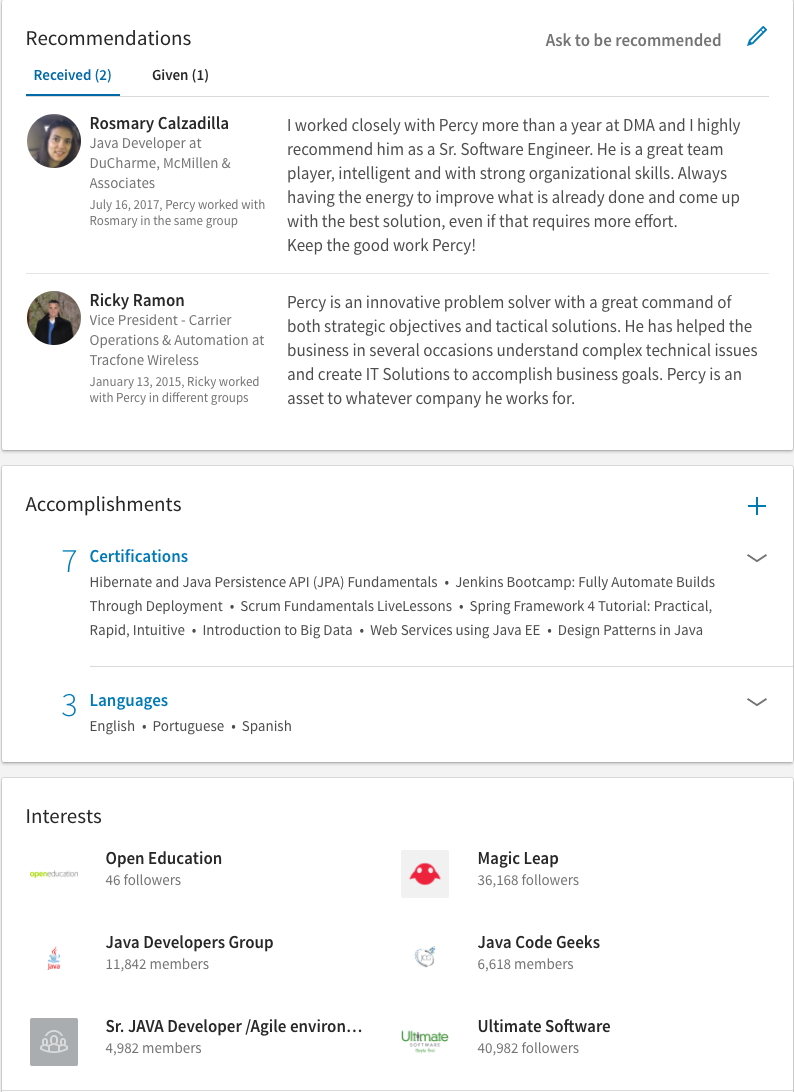 Recommendations
Ask to be recommended
Received (2)
Given (1)
Rosmary Calzadilla
Java Developer at
DuCharme, McMillen &
Associates
July 16, 2017, Percy worked with
Rosmary in the same group
I worked closely with Percy more than a year at DMA and I highly
recommend him as a Sr. Software Engineer. He is a great team
player, intelligent and with strong organizational skills. Always
having the energy to improve what is already done and come up
with the best solution, even if that requires more effort.
Keep the good work Percy!
Ricky Ramon
Vice President - Carrier
Operations & Automation at
Tracfone Wireless
January 13, 2015, Ricky worked
with Percy in different groups
Percy is an innovative problem solver with a great command of
both strategic objectives and tactical solutions. He has helped the
business in several occasions understand complex technical issues
and create IT Solutions to accomplish business goals. Percy is an
asset to whatever company he works for.
Accomplishments
7 Certifications
Hibernate and Java Persistence API (JPA) Fundamentals • Jenkins Bootcamp: Fully Automate Builds
Through Deployment • Scrum Fundamentals LiveLessons • Spring Framework 4 Tutorial: Practical,
Rapid, Intuitive • Introduction to Big Data • Web Services using Java EE • Design Patterns in Java
3 Languages
English • Portuguese • Spanish
Interests
openeducation
Open Education
46 followers
Magic Leap
36,168 followers
Java
Java Developers Group
11,842 members
Java Code Geeks
6,618 members
Sr. JAVA Developer /Agile environ…
4,982 members
Ultimate
SOFTWARE
Ultimate Software
40,982 followers